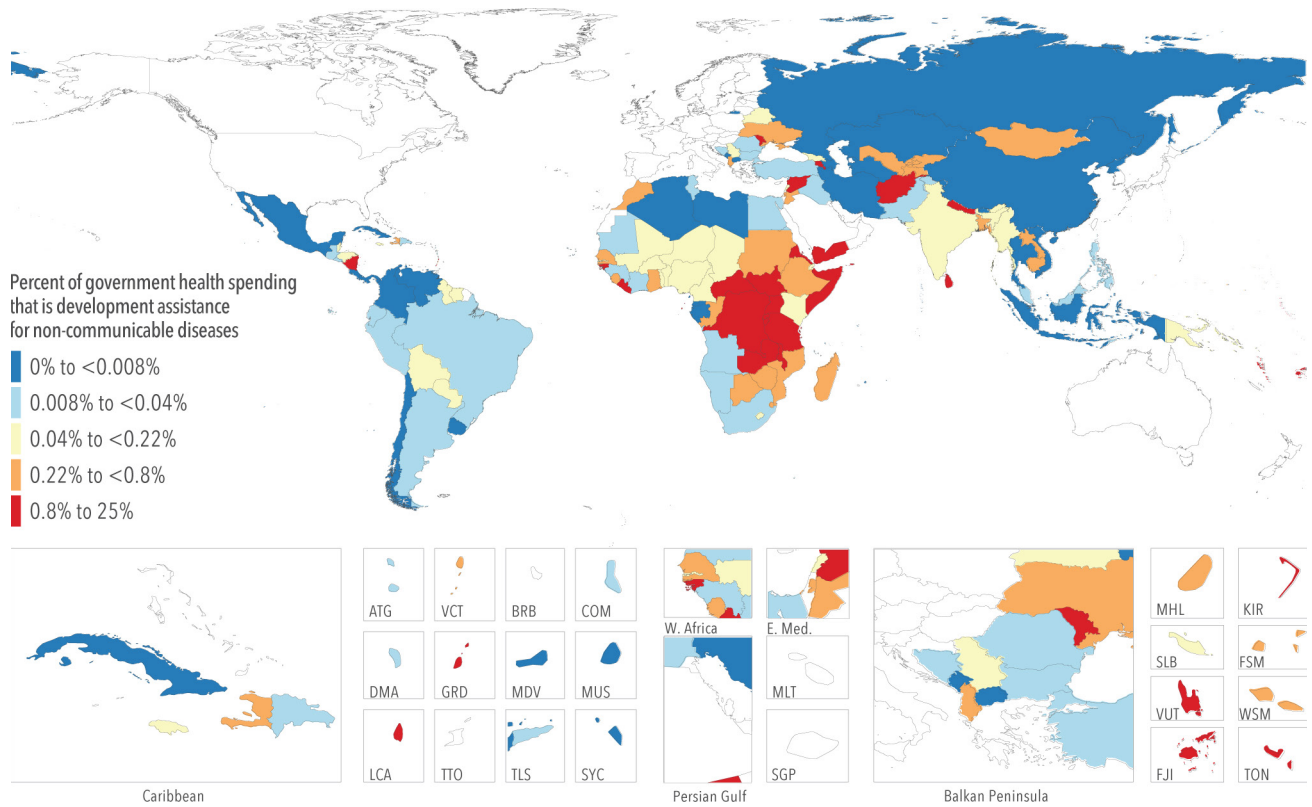 Percent of government health spending
that is development assistance
for non-communicable diseases
0% to <0.008%
0.008% to <0.04%
0.04% to <0.22%
0.22% to <0.8%
0.8% to 25%
ATG
VCT
BRB
COM
W. Africa
E. Med.
MHL
KIR
DMA
GRD
MDV
MUS
MLT
SLB
FSM
VUT
WSM
LCA
TTO
TLS
SYC
SGP
FJI
TON
Caribbean
Persian Gulf
Balkan Peninsula